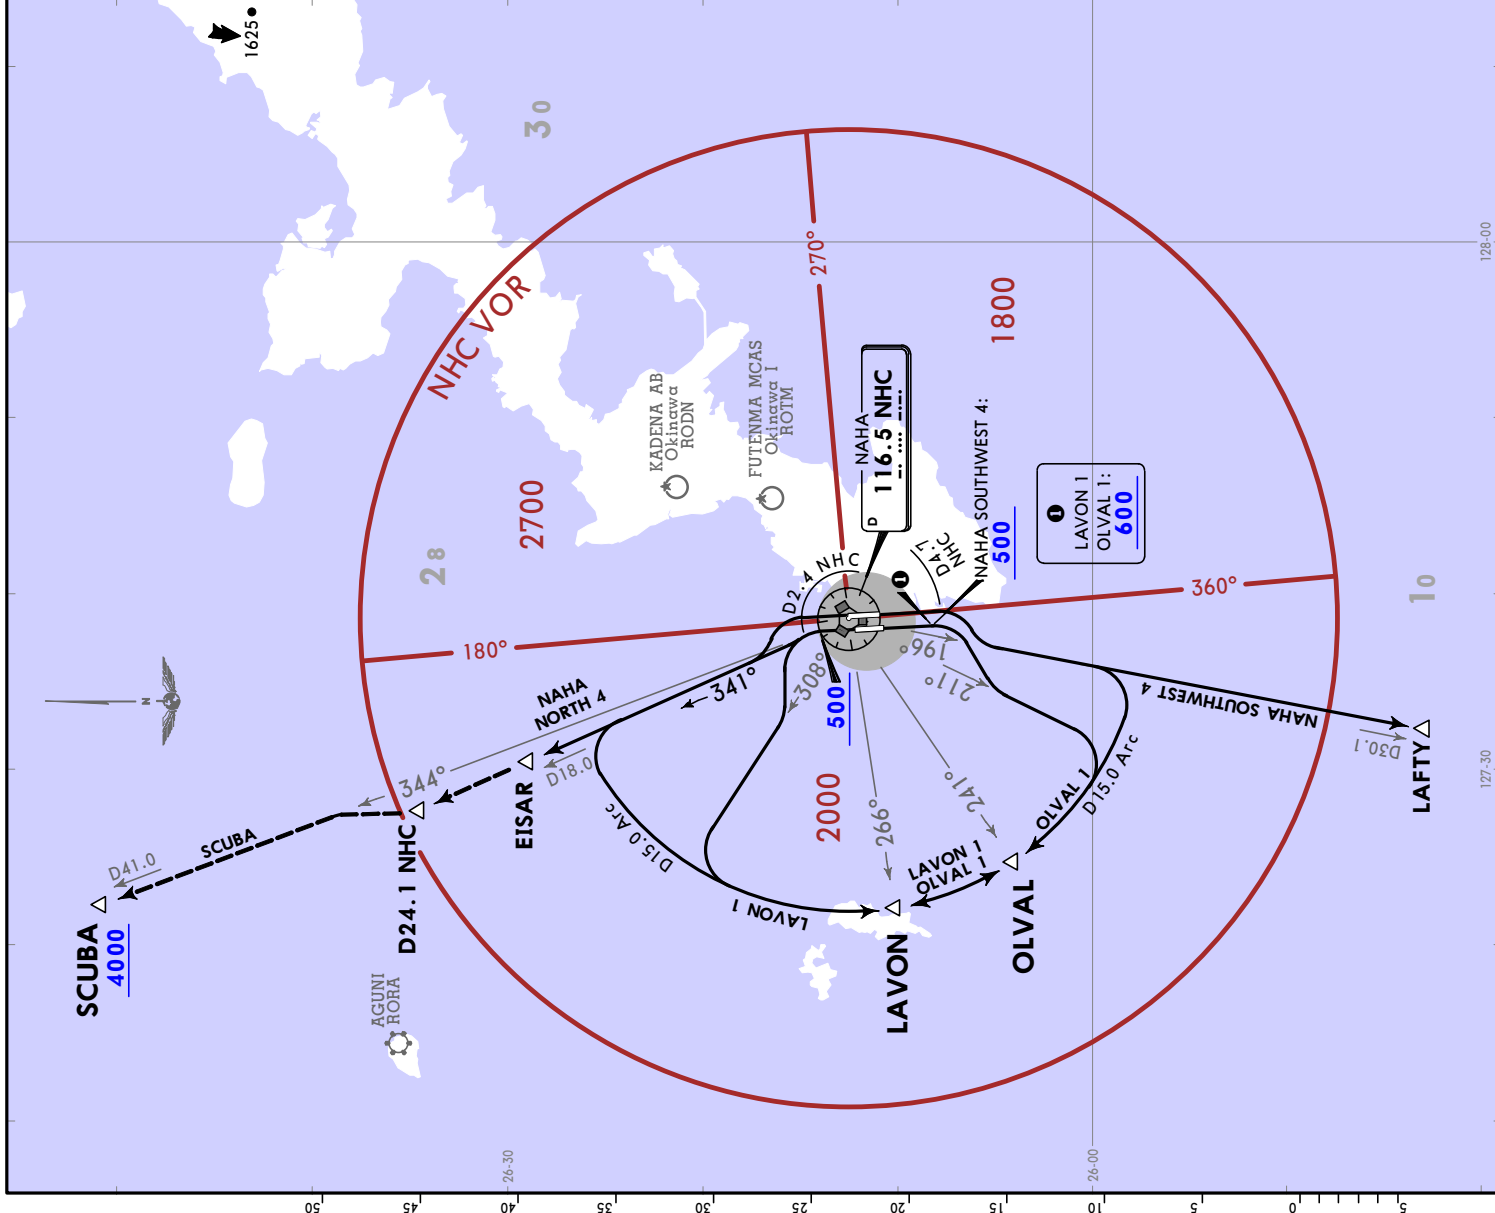 1625
30
28
10
NHC VOR
270°
180°
360°
2700
1800
2000
KADENA AB
Okinawa
RODN
FUTENMA MCAS
Okinawa I
ROTM
NAHA
D 116.5 NHC
D2.4 NHC
D4.7
NHC
NAHA SOUTHWEST 4:
500
1
1
LAVON 1
OLVAL 1:
600
500
N
NAHA
NORTH 4
341°
308°
196°
211°
241°
266°
344°
D18.0
EISAR
D24.1 NHC
SCUBA
D41.0
SCUBA
4000
AGUNI
RORA
D15.0 Arc
LAVON 1
LAVON
LAVON 1
OLVAL 1
OLVAL
OLVAL 1
D15.0 Arc
NAHA SOUTHWEST 4
D30.1
LAFTY
128-00
127-30
26-30
26-00
50
45
40
35
30
25
20
15
10
5
0
5